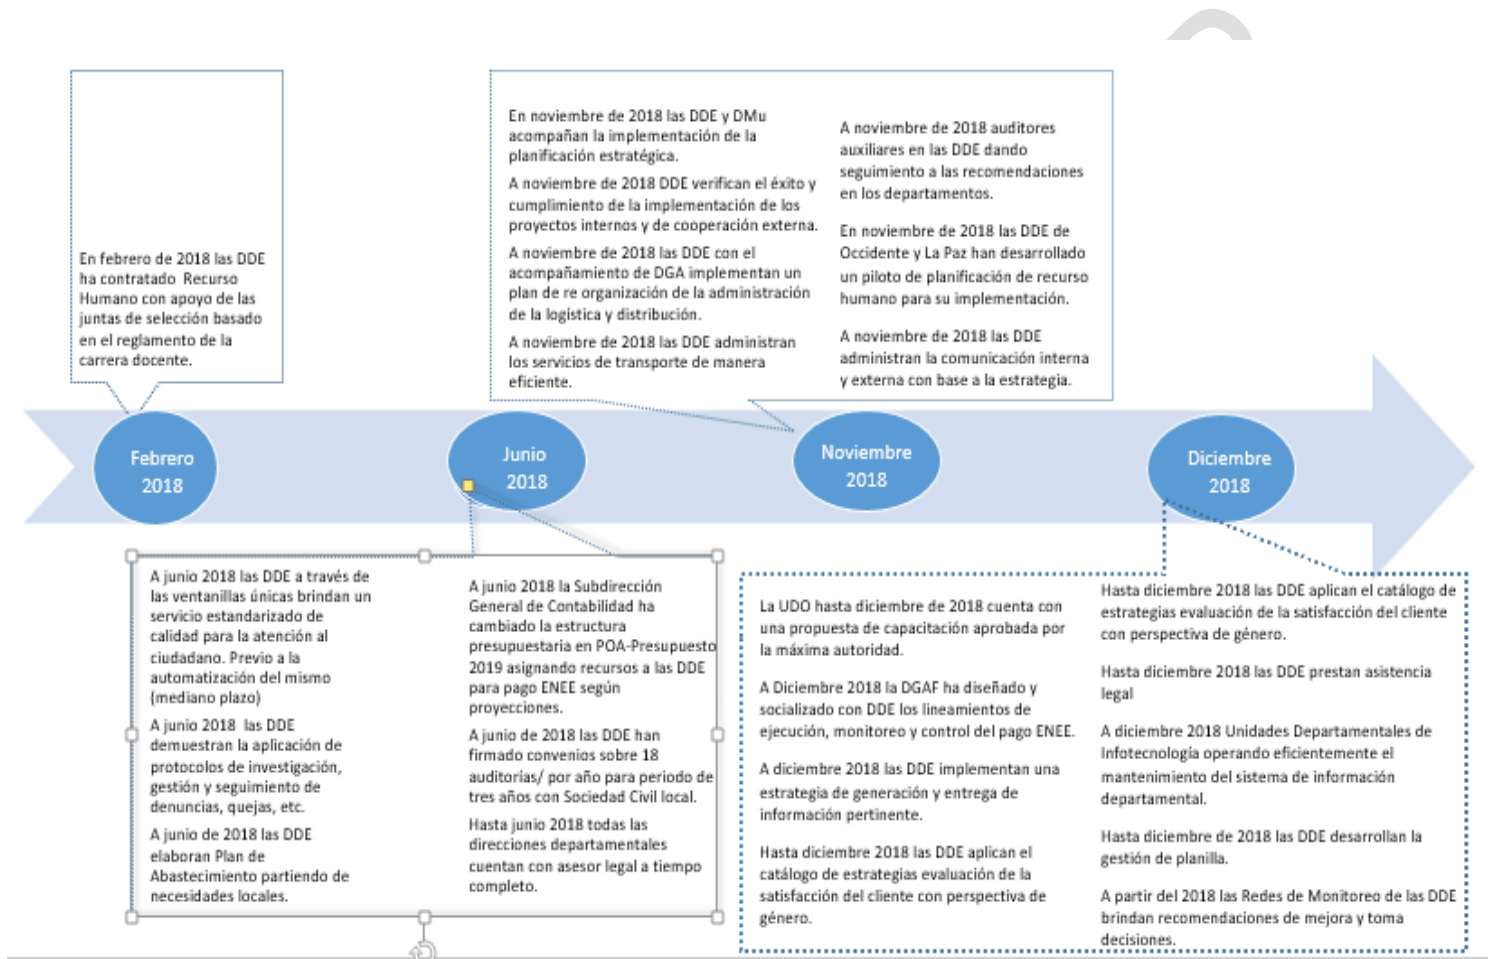 En febrero de 2018 las DDE
ha contratado  Recurso
Humano con apoyo de las
juntas de selección basado
en el reglamento de la
carrera docente.
En noviembre de 2018 las DDE y DMu
acompañan la implementación de la
planificación estratégica.
A noviembre de 2018 DDE verifican el éxito y
cumplimiento de la implementación de los
proyectos internos y de cooperación externa.
A noviembre de 2018 las DDE con el
acompañamiento de DGA implementan un
plan de re organización de la administración
de la logística y distribución.
A noviembre de 2018 las DDE administran
los servicios de transporte de manera
eficiente.
A noviembre de 2018 auditores
auxiliares en las DDE dando
seguimiento a las recomendaciones
en los departamentos.
En noviembre de 2018 las DDE de
Occidente y La Paz han desarrollado
un piloto de planificación de recurso
humano para su implementación.
A noviembre de 2018 las DDE
administran la comunicación interna
y externa con base a la estrategia.
Febrero
2018
Junio
2018
Noviembre
2018
Diciembre
2018
A junio 2018 las DDE a través de
las ventanillas únicas brindan un
servicio estandarizado de
calidad para la atención al
ciudadano. Previo a la
automatización del mismo
(mediano plazo)
A junio 2018  las DDE
demuestran la aplicación de
protocolos de investigación,
gestión y seguimiento de
denuncias, quejas, etc.
A junio de 2018 las DDE
elaboran Plan de
Abastecimiento partiendo de
necesidades locales.
A junio 2018 la Subdirección
General de Contabilidad ha
cambiado la estructura
presupuestaria en POA-Presupuesto
2019 asignando recursos a las DDE
para pago ENEE según
proyecciones.
A junio de 2018 las DDE han
firmado convenios sobre 18
auditorías/ por año para periodo de
tres años con Sociedad Civil local.
Hasta junio 2018 todas las
direcciones departamentales
cuentan con asesor legal a tiempo
completo.
La UDO hasta diciembre de 2018 cuenta con
una propuesta de capacitación aprobada por
la máxima autoridad.
A Diciembre 2018 la DGAF ha diseñado y
socializado con DDE los lineamientos de
ejecución, monitoreo y control del pago ENEE.
A diciembre 2018 las DDE implementan una
estrategia de generación y entrega de
información pertinente.
Hasta diciembre 2018 las DDE aplican el
catálogo de estrategias evaluación de la
satisfacción del cliente con perspectiva de
género.
Hasta diciembre 2018 las DDE aplican el catálogo de
estrategias evaluación de la satisfacción del cliente
con perspectiva de género.
Hasta diciembre 2018 las DDE prestan asistencia
legal
A diciembre 2018 Unidades Departamentales de
Infotecnología operando eficientemente el
mantenimiento del sistema de información
departamental.
Hasta diciembre de 2018 las DDE desarrollan la
gestión de planilla.
A partir del 2018 las Redes de Monitoreo de las DDE
brindan recomendaciones de mejora y toma
decisiones.